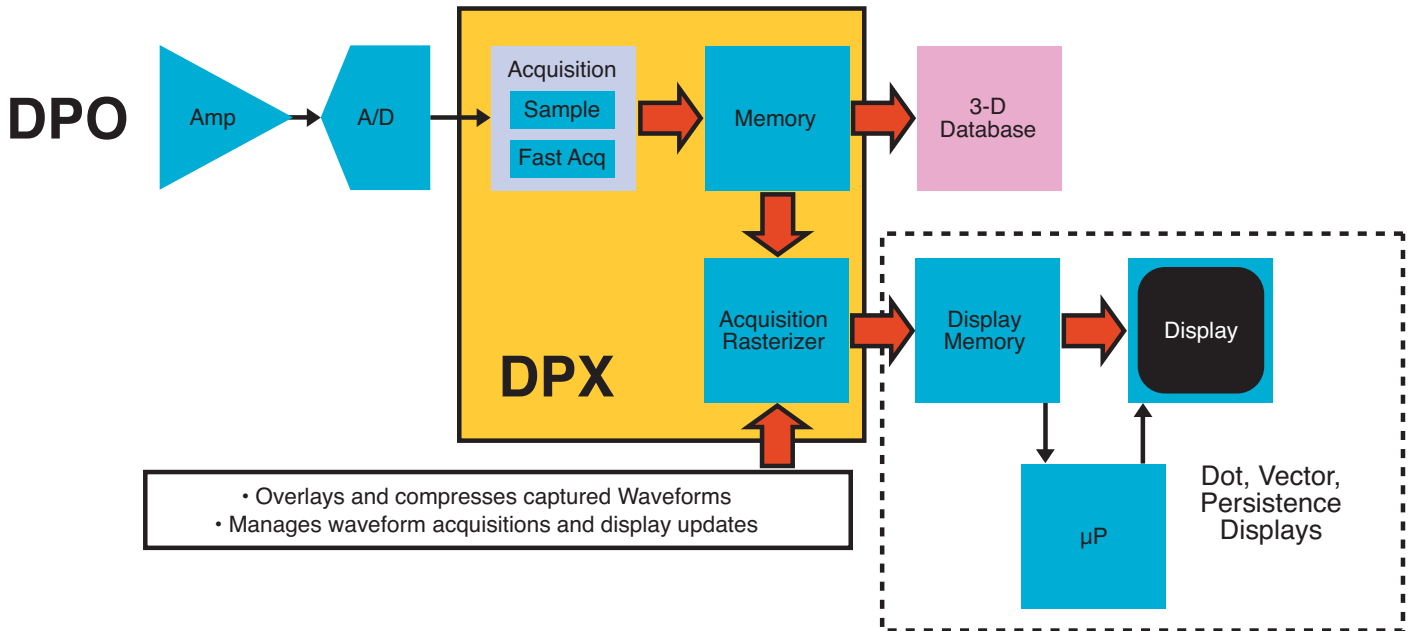 DPO
Amp
A/D
Acquisition
Sample
Fast Acq
Memory
3-D
Database
Acquisition
Rasterizer
DPX
Display
Memory
Display
• Overlays and compresses captured Waveforms
• Manages waveform acquisitions and display updates
µP
Dot, Vector,
Persistence
Displays